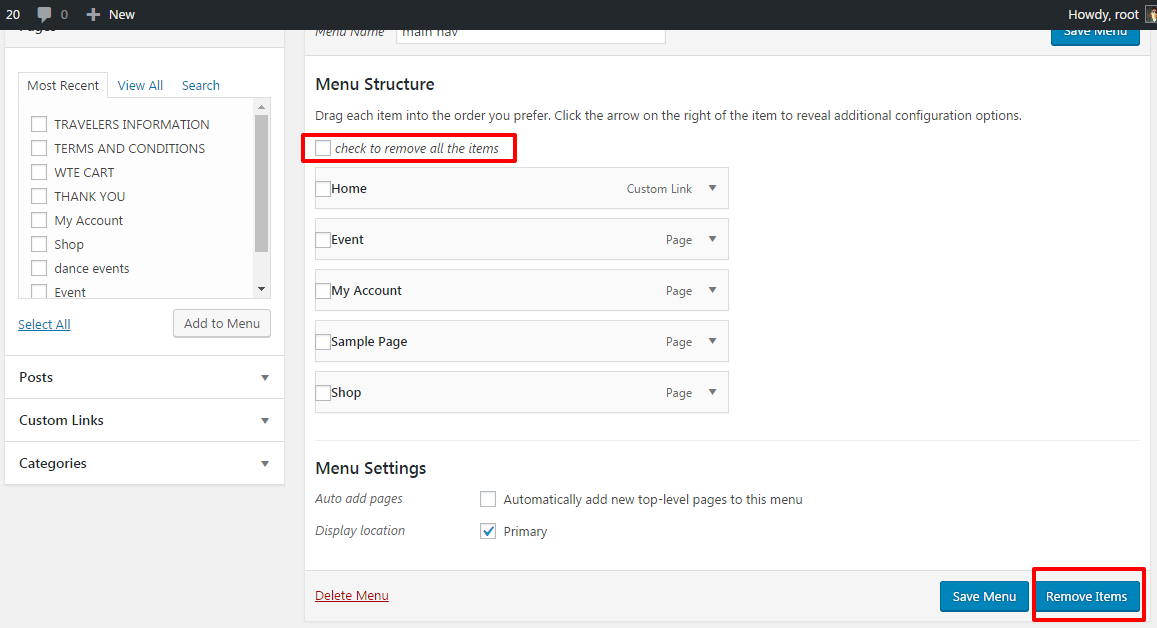 20 0 New Howdy, root
Pages
Most Recent View All Search
TRAVELERS INFORMATION
TERMS AND CONDITIONS
WTE CART
THANK YOU
My Account
Shop
dance events
Event
Select All Add to Menu
Posts
Custom Links
Categories
Menu Name main nav Save Menu
Menu Structure
Drag each item into the order you prefer. Click the arrow on the right of the item to reveal additional configuration options.
check to remove all the items
Home Custom Link
Event Page
My Account Page
Sample Page Page
Shop Page
Menu Settings
Auto add pages Automatically add new top-level pages to this menu
Display location Primary
Delete Menu Save Menu Remove Items